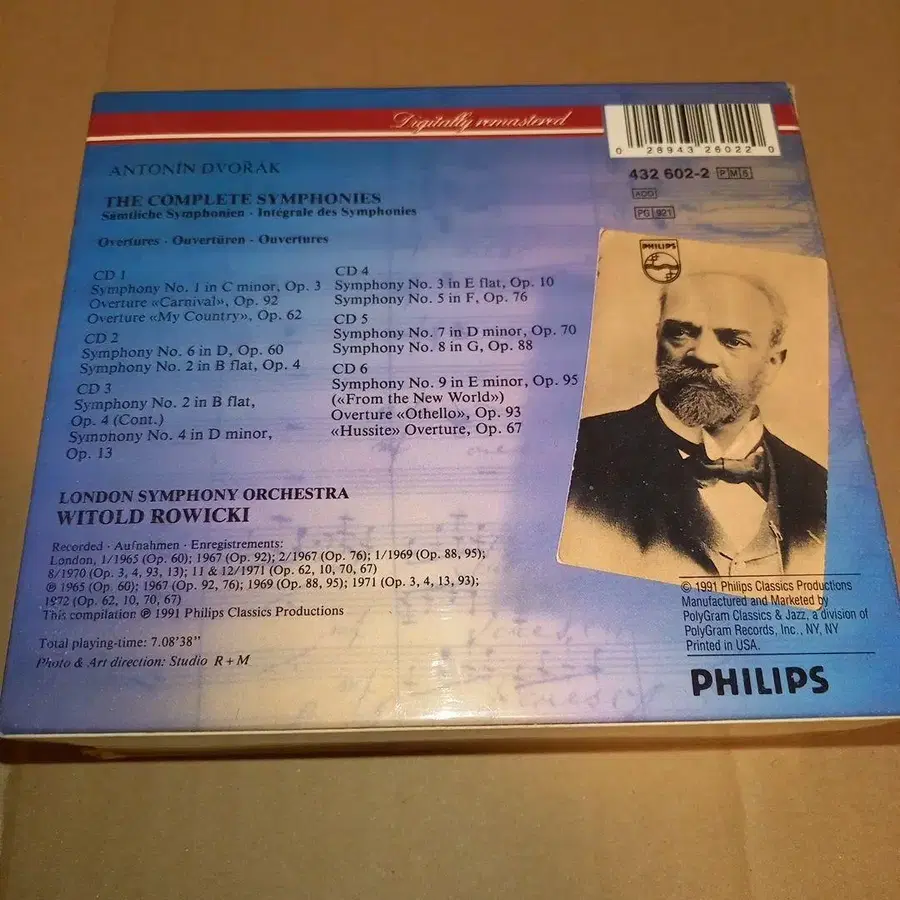 Digitally remastered
0 28943 26022 0
432 602-2 PMS
ADD
PG 921
PHILIPS
ANTONÍN DVOŘÁK
THE COMPLETE SYMPHONIES
Sämtliche Symphonien · Intégrale des Symphonies
Overtures · Ouvertüren · Ouvertures
CD 1
Symphony No. 1 in C minor, Op. 3
Overture «Carnival», Op. 92
Overture «My Country», Op. 62
CD 2
Symphony No. 6 in D, Op. 60
Symphony No. 2 in B flat, Op. 4
CD 3
Symphony No. 2 in B flat,
Op. 4 (Cont.)
Symphony No. 4 in D minor,
Op. 13
CD 4
Symphony No. 3 in E flat, Op. 10
Symphony No. 5 in F, Op. 76
CD 5
Symphony No. 7 in D minor, Op. 70
Symphony No. 8 in G, Op. 88
CD 6
Symphony No. 9 in E minor, Op. 95
(«From the New World»)
Overture «Othello», Op. 93
«Hussite» Overture, Op. 67
LONDON SYMPHONY ORCHESTRA
WITOLD ROWICKI
Recorded · Aufnahmen · Enregistrements:
London, 1/1965 (Op. 60); 1967 (Op. 92); 2/1967 (Op. 76); 1/1969 (Op. 88, 95);
8/1970 (Op. 3, 4, 93, 13); 11 & 12/1971 (Op. 62, 10, 70, 67)
℗ 1965 (Op. 60); 1967 (Op. 92, 76); 1969 (Op. 88, 95); 1971 (Op. 3, 4, 13, 93);
1972 (Op. 62, 10, 70, 67)
This compilation ℗ 1991 Philips Classics Productions
Total playing-time: 7.08'38"
Photo & Art direction: Studio R + M
© 1991 Philips Classics Productions
Manufactured and Marketed by
PolyGram Classics & Jazz, a division of
PolyGram Records, Inc., NY, NY
Printed in USA.
PHILIPS